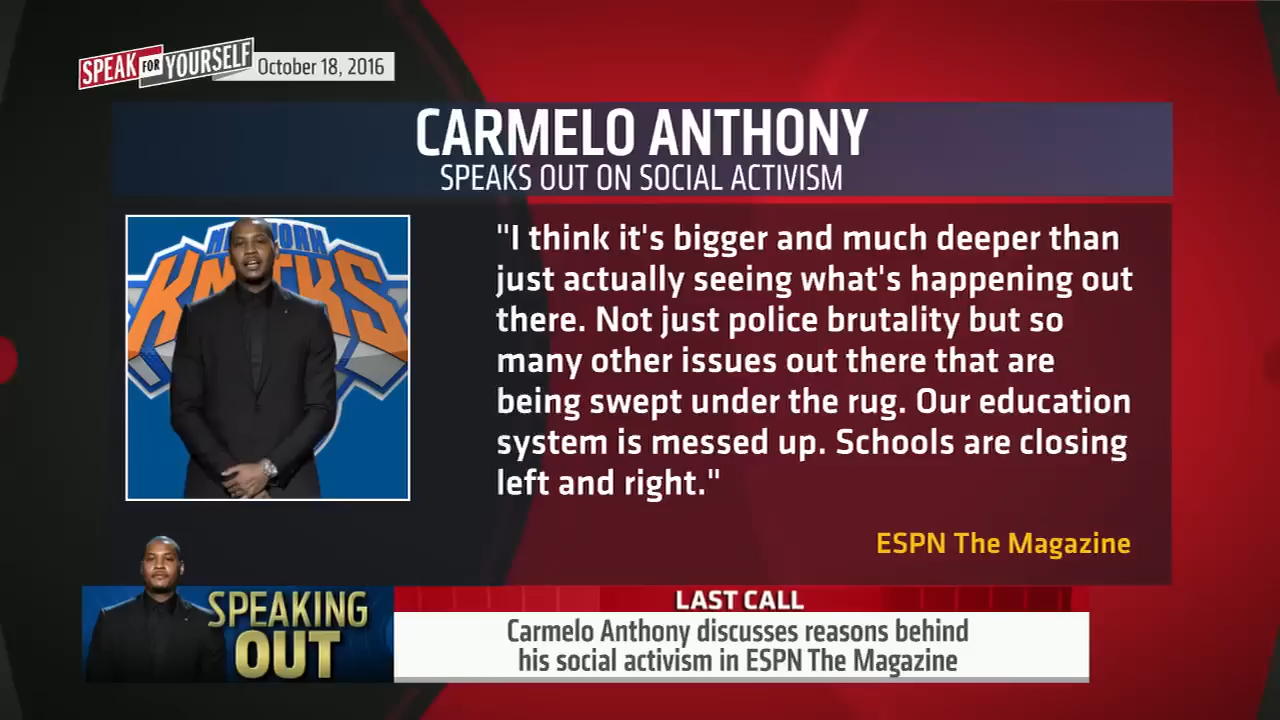 SPEAK FOR YOURSELF
October 18, 2016
CARMELO ANTHONY
SPEAKS OUT ON SOCIAL ACTIVISM
KNICKS
"I think it's bigger and much deeper than
just actually seeing what's happening out
there. Not just police brutality but so
many other issues out there that are
being swept under the rug. Our education
system is messed up. Schools are closing
left and right."
ESPN The Magazine
SPEAKING
OUT
LAST CALL
Carmelo Anthony discusses reasons behind
his social activism in ESPN The Magazine